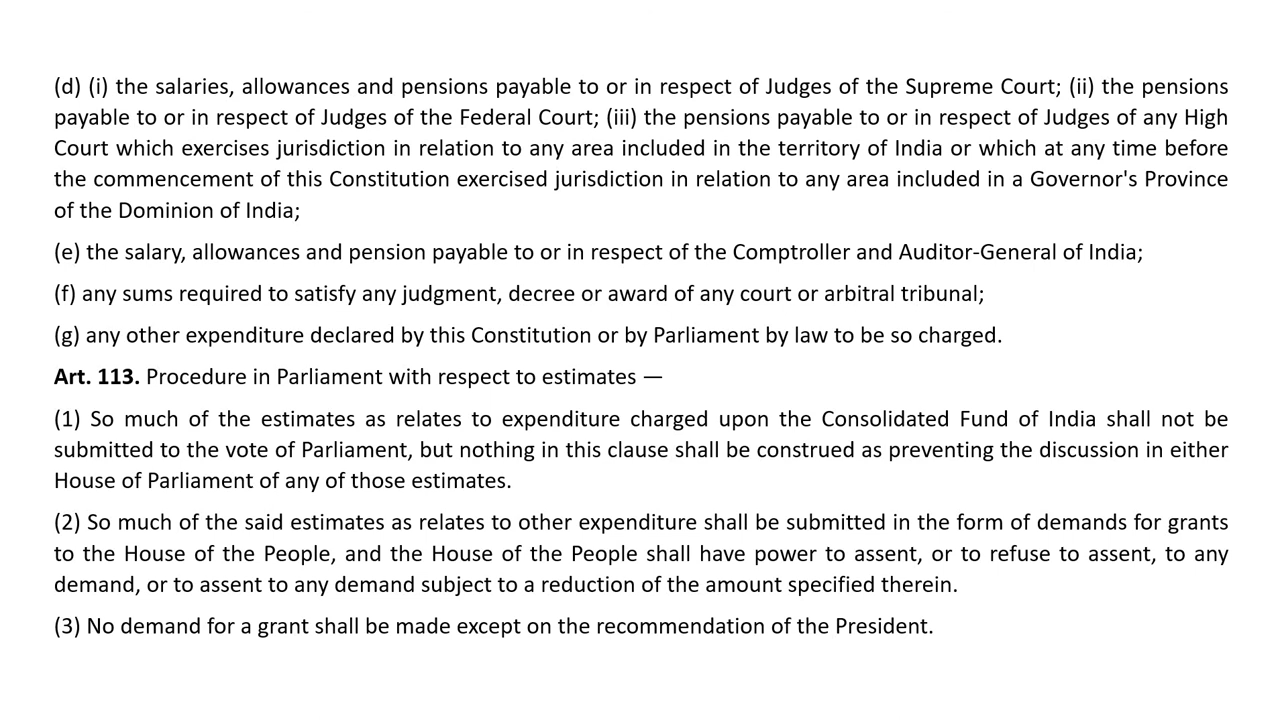 (d) (i) the salaries, allowances and pensions payable to or in respect of Judges of the Supreme Court; (ii) the pensions
payable to or in respect of Judges of the Federal Court; (iii) the pensions payable to or in respect of Judges of any High
Court which exercises jurisdiction in relation to any area included in the territory of India or which at any time before
the commencement of this Constitution exercised jurisdiction in relation to any area included in a Governor's Province
of the Dominion of India;
(e) the salary, allowances and pension payable to or in respect of the Comptroller and Auditor-General of India;
(f) any sums required to satisfy any judgment, decree or award of any court or arbitral tribunal;
(g) any other expenditure declared by this Constitution or by Parliament by law to be so charged.
Art. 113. Procedure in Parliament with respect to estimates —
(1) So much of the estimates as relates to expenditure charged upon the Consolidated Fund of India shall not be
submitted to the vote of Parliament, but nothing in this clause shall be construed as preventing the discussion in either
House of Parliament of any of those estimates.
(2) So much of the said estimates as relates to other expenditure shall be submitted in the form of demands for grants
to the House of the People, and the House of the People shall have power to assent, or to refuse to assent, to any
demand, or to assent to any demand subject to a reduction of the amount specified therein.
(3) No demand for a grant shall be made except on the recommendation of the President.